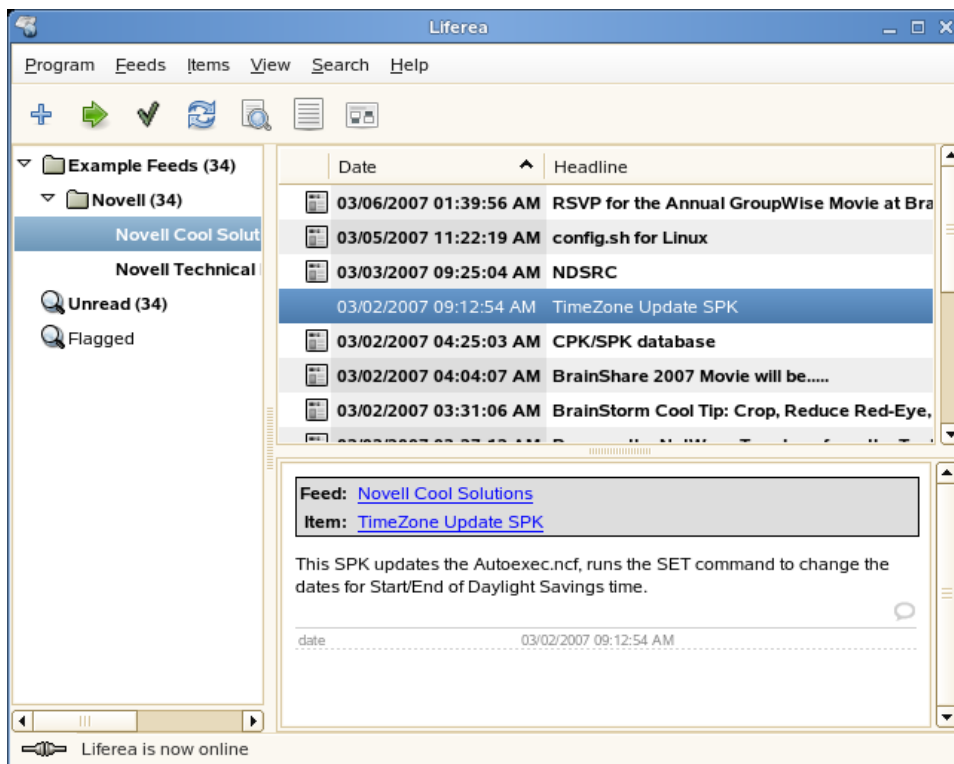 Liferea
Program Feeds Items View Search Help
Example Feeds (34)
Novell (34)
Novell Cool Solut
Novell Technical
Unread (34)
Flagged
Date Headline
03/06/2007 01:39:56 AM RSVP for the Annual GroupWise Movie at Bra
03/05/2007 11:22:19 AM config.sh for Linux
03/03/2007 09:25:04 AM NDSRC
03/02/2007 09:12:54 AM TimeZone Update SPK
03/02/2007 04:25:03 AM CPK/SPK database
03/02/2007 04:04:07 AM BrainShare 2007 Movie will be.....
03/02/2007 03:31:06 AM BrainStorm Cool Tip: Crop, Reduce Red-Eye,
Feed: Novell Cool Solutions
Item: TimeZone Update SPK
This SPK updates the Autoexec.ncf, runs the SET command to change the
dates for Start/End of Daylight Savings time.
date 03/02/2007 09:12:54 AM
Liferea is now online